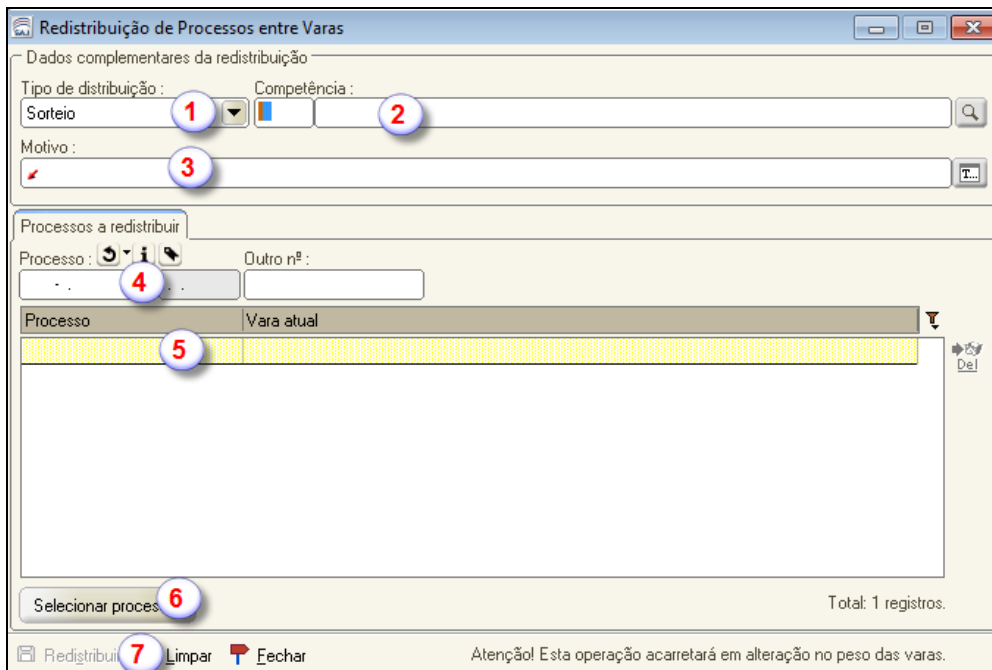 Redistribuição de Processos entre Varas
Dados complementares da redistribuição
Tipo de distribuição : Competência :
Sorteio 1 2
Motivo :
3 T...
Processos a redistribuir
Processo : Outro nº :
- . 4 . .
Processo Vara atual
5
Del
Selecionar proces 6 Total: 1 registros.
Redistribui 7 Limpar Fechar Atenção! Esta operação acarretará em alteração no peso das varas.